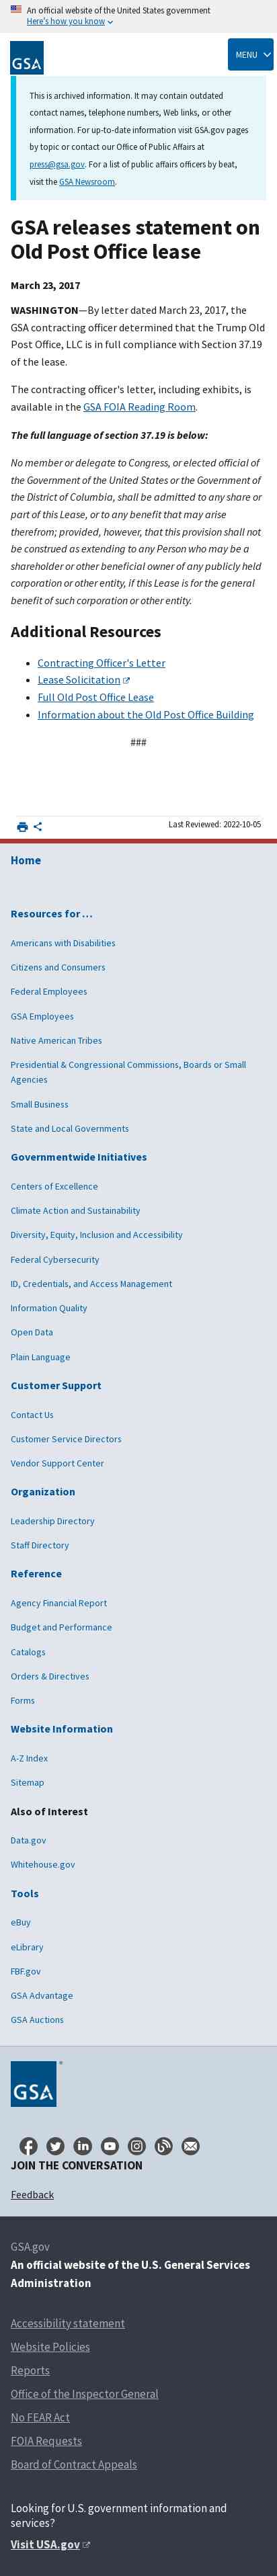 An official website of the United States government
Here's how you know
GSA
MENU
This is archived information. It may contain outdated
contact names, telephone numbers, Web links, or other
information. For up-to-date information visit GSA.gov pages
by topic or contact our Office of Public Affairs at
press@gsa.gov. For a list of public affairs officers by beat,
visit the GSA Newsroom.
GSA releases statement on
Old Post Office lease
March 23, 2017
WASHINGTON—By letter dated March 23, 2017, the
GSA contracting officer determined that the Trump Old
Post Office, LLC is in full compliance with Section 37.19
of the lease.
The contracting officer's letter, including exhibits, is
available in the GSA FOIA Reading Room.
The full language of section 37.19 is below:
No member or delegate to Congress, or elected official of
the Government of the United States or the Government of
the District of Columbia, shall be admitted to any share or
part of this Lease, or to any benefit that may arise
therefrom; provided, however, that this provision shall not
be construed as extending to any Person who may be a
shareholder or other beneficial owner of any publicly held
corporation or other entity, if this Lease is for the general
benefit of such corporation or other entity.
Additional Resources
Contracting Officer's Letter
Lease Solicitation
Full Old Post Office Lease
Information about the Old Post Office Building
###
Last Reviewed: 2022-10-05
Home
Resources for …
Americans with Disabilities
Citizens and Consumers
Federal Employees
GSA Employees
Native American Tribes
Presidential & Congressional Commissions, Boards or Small
Agencies
Small Business
State and Local Governments
Governmentwide Initiatives
Centers of Excellence
Climate Action and Sustainability
Diversity, Equity, Inclusion and Accessibility
Federal Cybersecurity
ID, Credentials, and Access Management
Information Quality
Open Data
Plain Language
Customer Support
Contact Us
Customer Service Directors
Vendor Support Center
Organization
Leadership Directory
Staff Directory
Reference
Agency Financial Report
Budget and Performance
Catalogs
Orders & Directives
Forms
Website Information
A-Z Index
Sitemap
Also of Interest
Data.gov
Whitehouse.gov
Tools
eBuy
eLibrary
FBF.gov
GSA Advantage
GSA Auctions
GSA ®
JOIN THE CONVERSATION
Feedback
GSA.gov
An official website of the U.S. General Services
Administration
Accessibility statement
Website Policies
Reports
Office of the Inspector General
No FEAR Act
FOIA Requests
Board of Contract Appeals
Looking for U.S. government information and
services?
Visit USA.gov